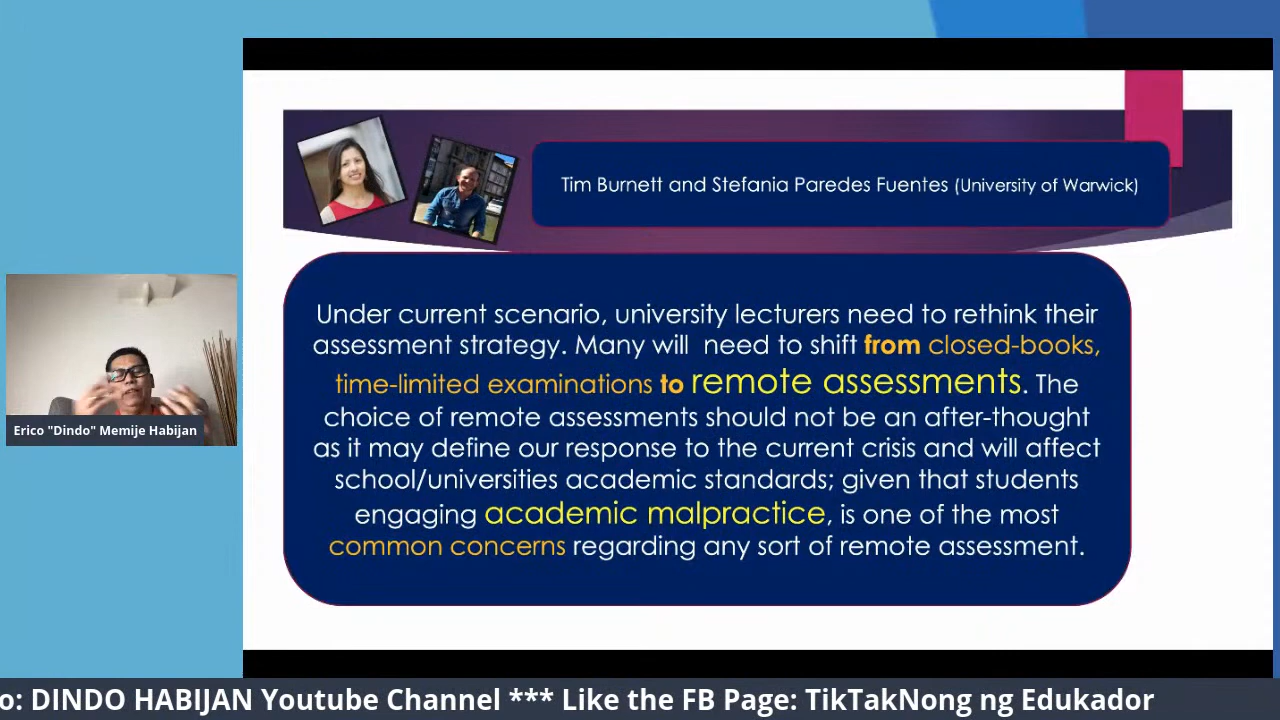 Tim Burnett and Stefania Paredes Fuentes (University of Warwick)
Under current scenario, university lecturers need to rethink their
assessment strategy. Many will need to shift from closed-books,
time-limited examinations to remote assessments. The
choice of remote assessments should not be an after-thought
as it may define our response to the current crisis and will affect
school/universities academic standards; given that students
engaging academic malpractice, is one of the most
common concerns regarding any sort of remote assessment.
Erico "Dindo" Memije Habijan
o: DINDO HABIJAN Youtube Channel *** Like the FB Page: TikTakNong ng Edukador